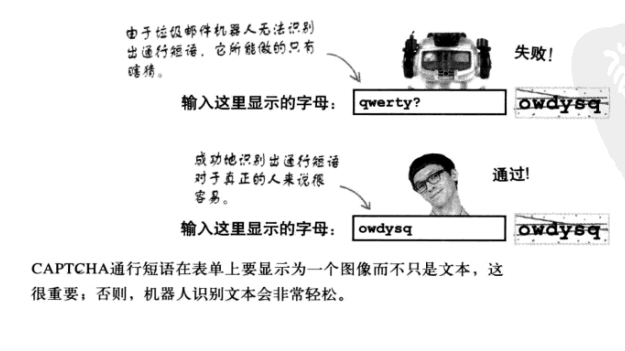 由于垃圾邮件机器人无法识别
出通行短语，它所能做的只有
瞎猜。
失败！
输入这里显示的字母：
qwerty?
owdysq
成功地识别出通行短语
对于真正的人来说很
容易。
通过！
输入这里显示的字母：
owdysq
owdysq
CAPTCHA通行短语在表单上要显示为一个图像而不只是文本，这
很重要；否则，机器人识别文本会非常轻松。